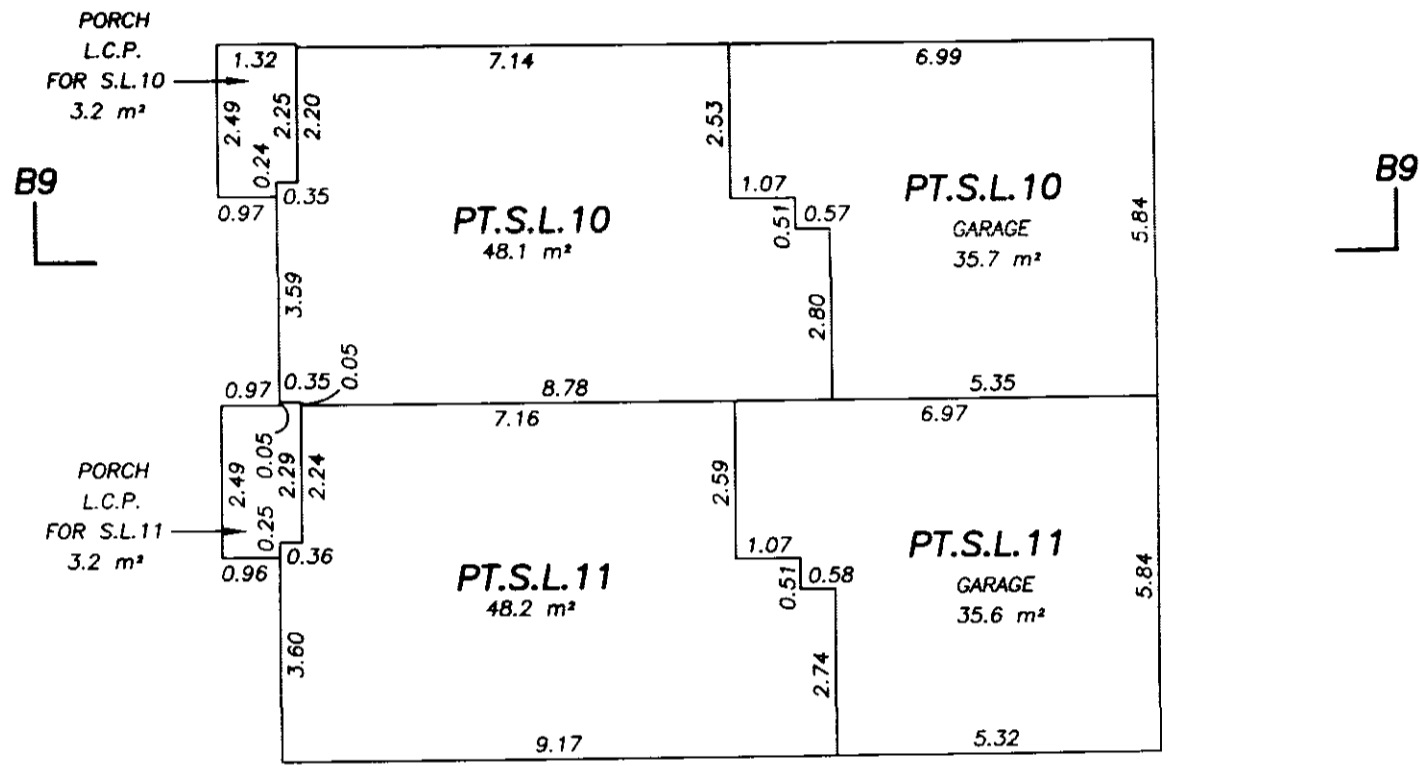 PORCH
L.C.P.
FOR S.L.10
3.2 m²
1.32
7.14
6.99
2.49
2.25
2.20
2.53
0.24
0.35
0.97
B9
B9
PT.S.L.10
48.1 m²
1.07
0.51
0.57
PT.S.L.10
GARAGE
35.7 m²
5.84
3.59
2.80
0.97
0.35
0.05
8.78
5.35
7.16
6.97
PORCH
L.C.P.
FOR S.L.11
3.2 m²
2.49
0.05
2.29
2.24
2.59
0.25
0.36
0.96
PT.S.L.11
48.2 m²
1.07
0.51
0.58
PT.S.L.11
GARAGE
35.6 m²
5.84
3.60
2.74
9.17
5.32